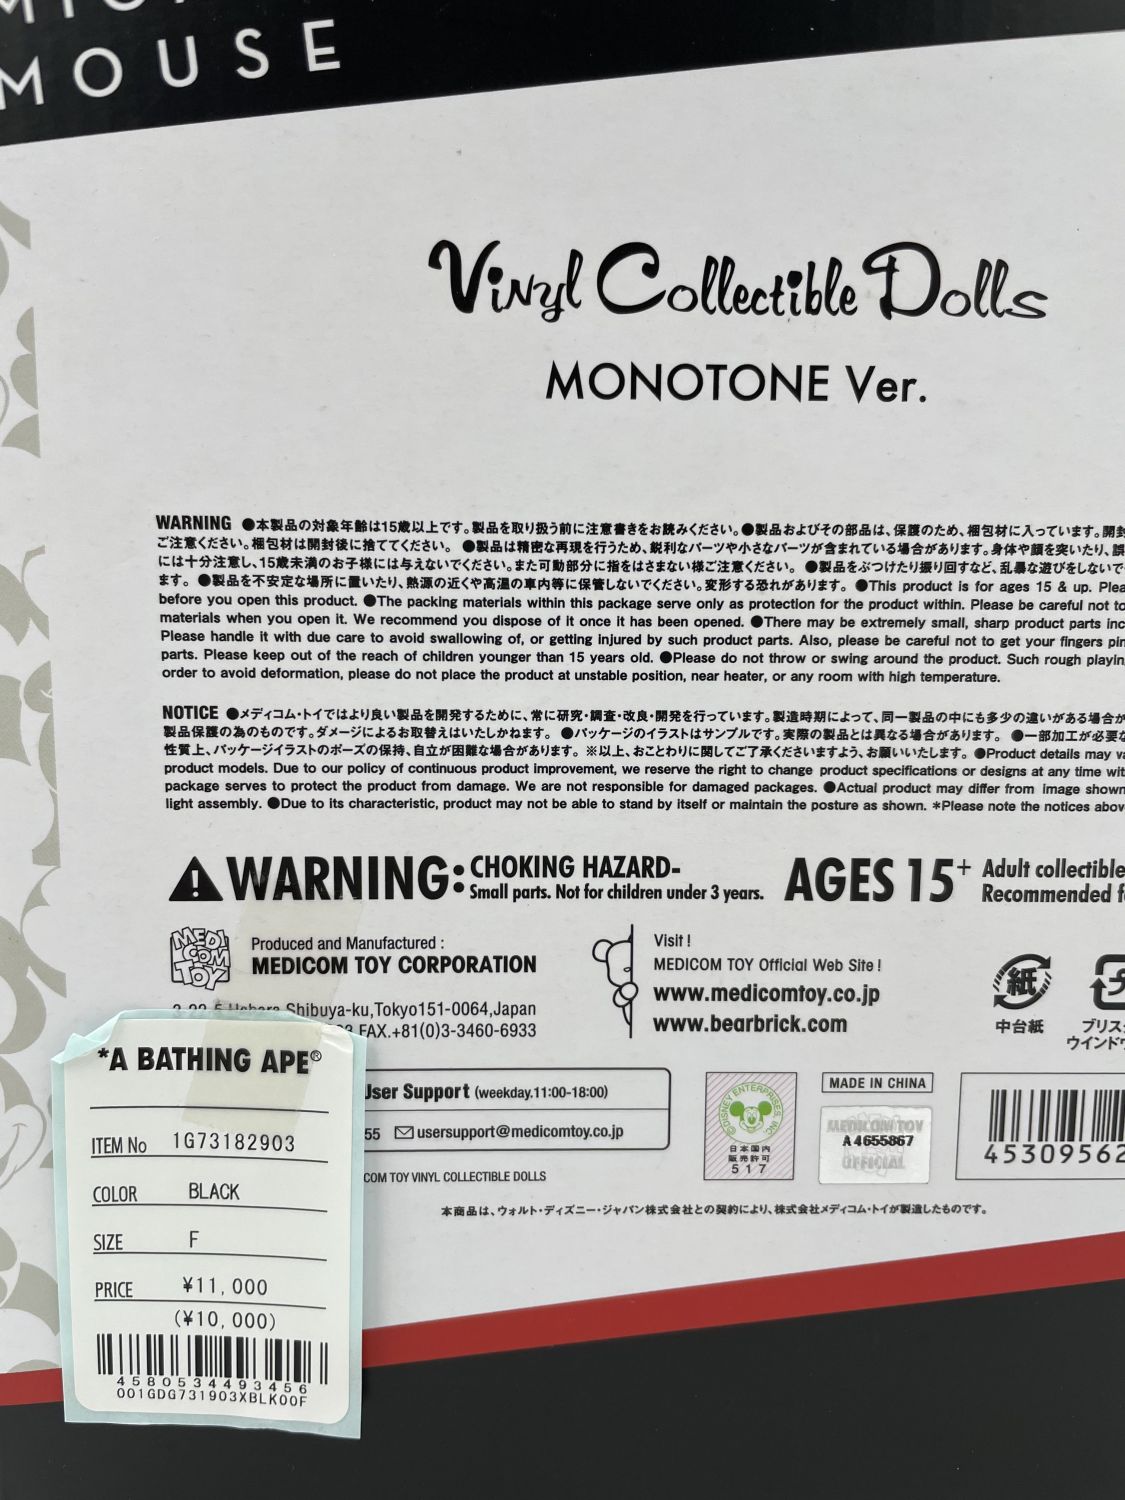 MOUSE
Vinyl Collectible Dolls
MONOTONE Ver.
WARNING ●本製品の対象年齢は15歳以上です。製品を取り扱う前に注意書きをお読みください。●製品およびその部品は、保護のため、梱包材に入っています。開封
ご注意ください。梱包材は開封後に捨ててください。 ●製品は精密な再現を行うため、鋭利なパーツや小さなパーツが含まれている場合があります。身体や顔を突いたり、誤
には十分注意し、15歳未満のお子様には与えないでください。また可動部分に指をはさまない様ご注意ください。 ●製品をぶつけたり振り回すなど、乱暴な遊びをしないで
ます。 ●製品を不安定な場所に置いたり、熱源の近くや高温の車内等に保管しないでください。変形する恐れがあります。 ●This product is for ages 15 & up. Plea
before you open this product. ●The packing materials within this package serve only as protection for the product within. Please be careful not to
materials when you open it. We recommend you dispose of it once it has been opened. ●There may be extremely small, sharp product parts inc
Please handle it with due care to avoid swallowing of, or getting injured by such product parts. Also, please be careful not to get your fingers pin
parts. Please keep out of the reach of children younger than 15 years old. ●Please do not throw or swing around the product. Such rough playin
order to avoid deformation, please do not place the product at unstable position, near heater, or any room with high temperature.
NOTICE ●メディコム・トイではより良い製品を開発するために、常に研究・調査・改良・開発を行っています。製造時期によって、同一製品の中にも多少の違いがある場合が
製品保護の為のものです。ダメージによるお取替えはいたしかねます。 ●パッケージのイラストはサンプルです。実際の製品とは異なる場合があります。 ●一部加工が必要な
性質上、パッケージイラストのポーズの保持、自立が困難な場合があります。 ※以上、おことわりに関してご了承くださいますよう、お願いいたします。 ●Product details may va
product models. Due to our policy of continuous product improvement, we reserve the right to change product specifications or designs at any time wit
package serves to protect the product from damage. We are not responsible for damaged packages. ●Actual product may differ from image shown
light assembly. ●Due to its characteristic, product may not be able to stand by itself or maintain the posture as shown. *Please note the notices abov
WARNING: CHOKING HAZARD-
Small parts. Not for children under 3 years.
AGES 15+ Adult collectible
Recommended f
MEDI COM TOY
Produced and Manufactured :
MEDICOM TOY CORPORATION
Shibuya-ku,Tokyo151-0064,Japan
FAX.+81(0)3-3460-6933
Visit !
MEDICOM TOY Official Web Site !
www.medicomtoy.co.jp
www.bearbrick.com
紙
中台紙
ブリス
ウインドウ
User Support (weekday.11:00-18:00)
55 usersupport@medicomtoy.co.jp
COM TOY VINYL COLLECTIBLE DOLLS
©DISNEY ENTERPRISES, INC
日本国内
販売許可
517
MADE IN CHINA
MEDICOM TOY
A4655867
OFFICIAL
45309562
本商品は、ウォルト・ディズニー・ジャパン株式会社との契約により、株式会社メディコム・トイが製造したものです。
*A BATHING APE®
ITEM No 1G73182903
COLOR BLACK
SIZE F
PRICE ¥11,000
(¥10,000)
4580534493456
001GDG731903XBLK00F